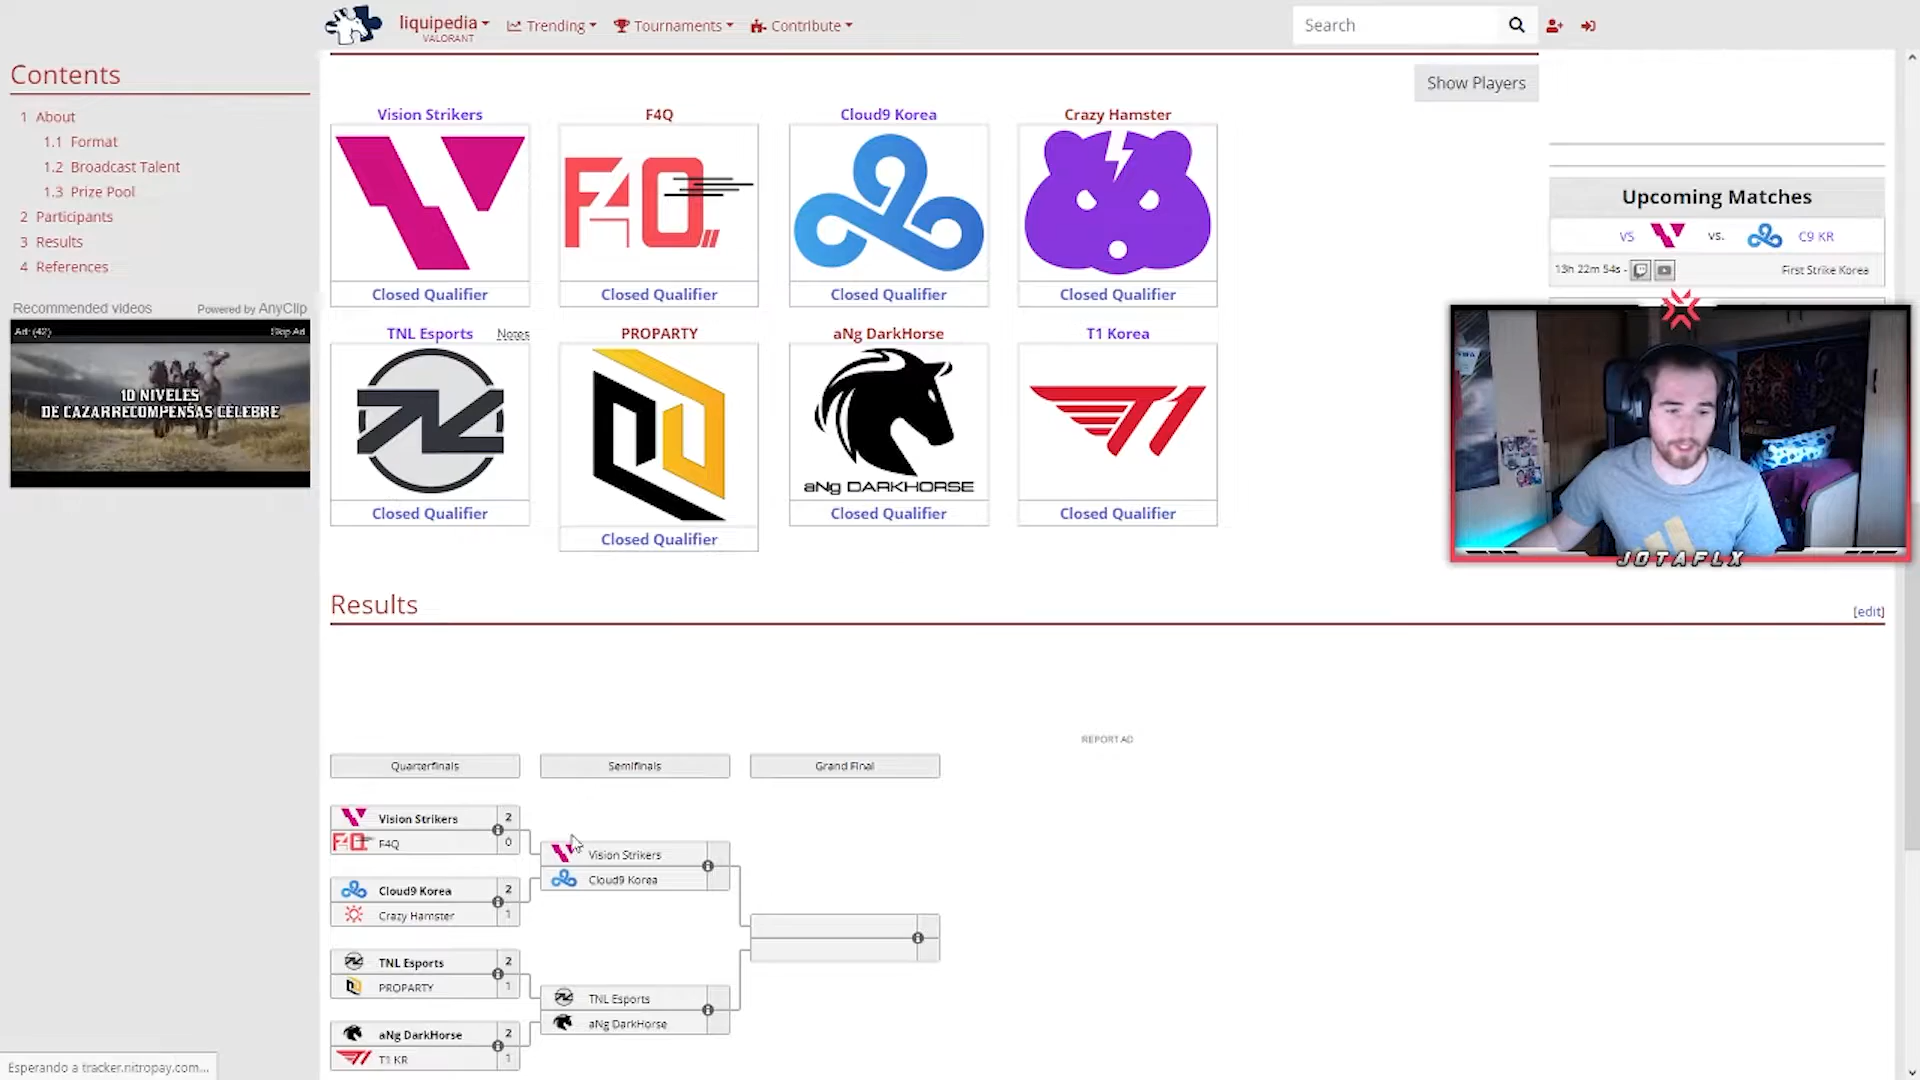 liquipedia
VALORANT
Trending
Tournaments
Contribute
Search
Contents
1 About
1.1 Format
1.2 Broadcast Talent
1.3 Prize Pool
2 Participants
3 Results
4 References
Recommended videos
Powered by AnyClip
Ad: (42)
Skip Ad
10 NIVELES
DE CAZARRECOMPENSAS CÉLEBRE
Show Players
Vision Strikers
F4Q
Cloud9 Korea
Crazy Hamster
F4Q
Closed Qualifier
Closed Qualifier
Closed Qualifier
Closed Qualifier
TNL Esports
Notes
PROPARTY
aNg DarkHorse
T1 Korea
aNg DARKHORSE
T1
Closed Qualifier
Closed Qualifier
Closed Qualifier
Closed Qualifier
Upcoming Matches
VS vs. C9 KR
13h 22m 54s -
First Strike Korea
JOTAFLX
Results
[edit]
REPORT AD
Quarterfinals
Semifinals
Grand Final
Vision Strikers 2
F4Q 0
Cloud9 Korea 2
Crazy Hamster 1
TNL Esports 2
PROPARTY 1
aNg DarkHorse 2
T1 KR 1
Vision Strikers
Cloud9 Korea
TNL Esports
aNg DarkHorse
Esperando a tracker.nitropay.com...